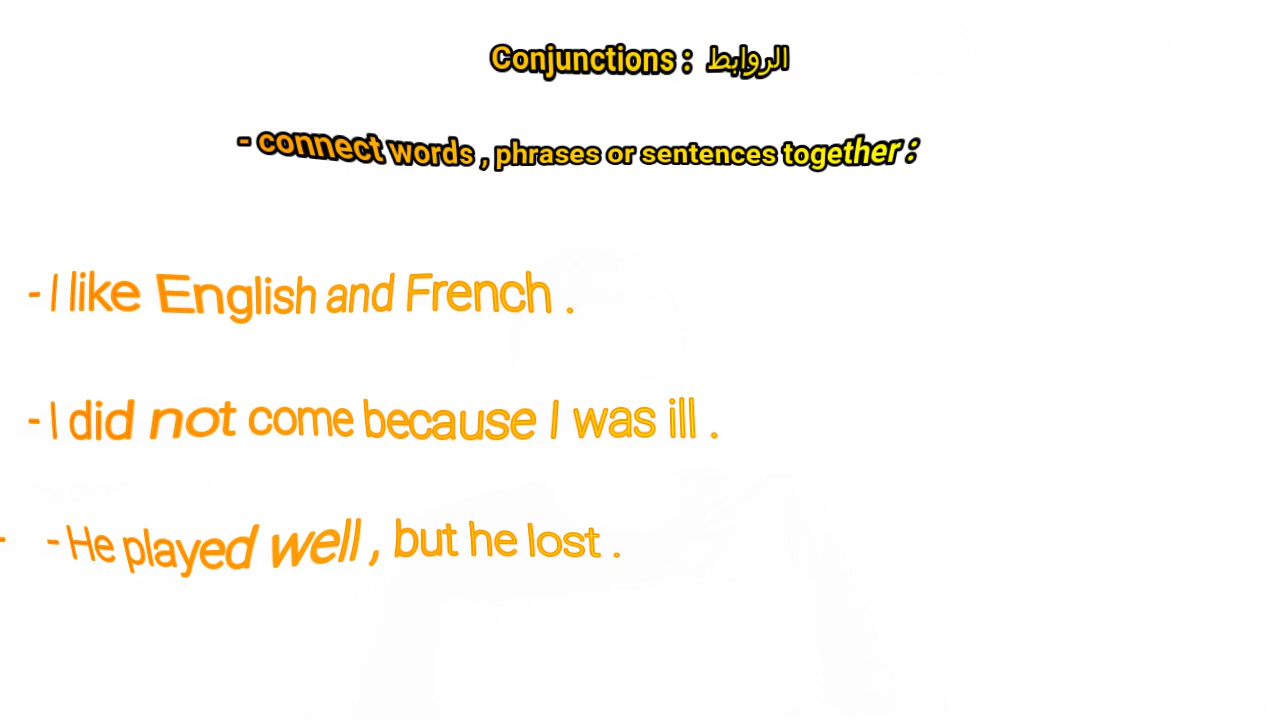 Conjunctions : الروابط
- connect words , phrases or sentences together :
- I like English and French .
- I did not come because I was ill .
- - He played well , but he lost .